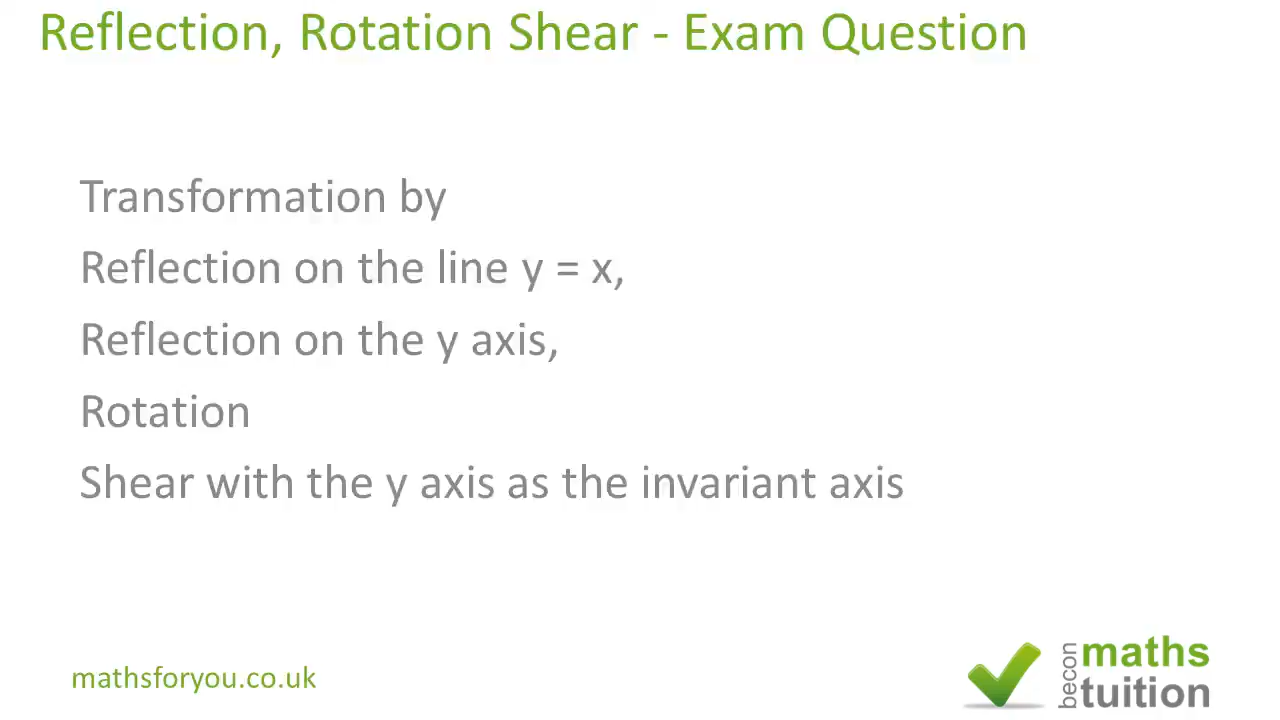 Reflection, Rotation Shear - Exam Question
Transformation by
Reflection on the line y = x,
Reflection on the y axis,
Rotation
Shear with the y axis as the invariant axis
mathsforyou.co.uk
becon
maths
tuition